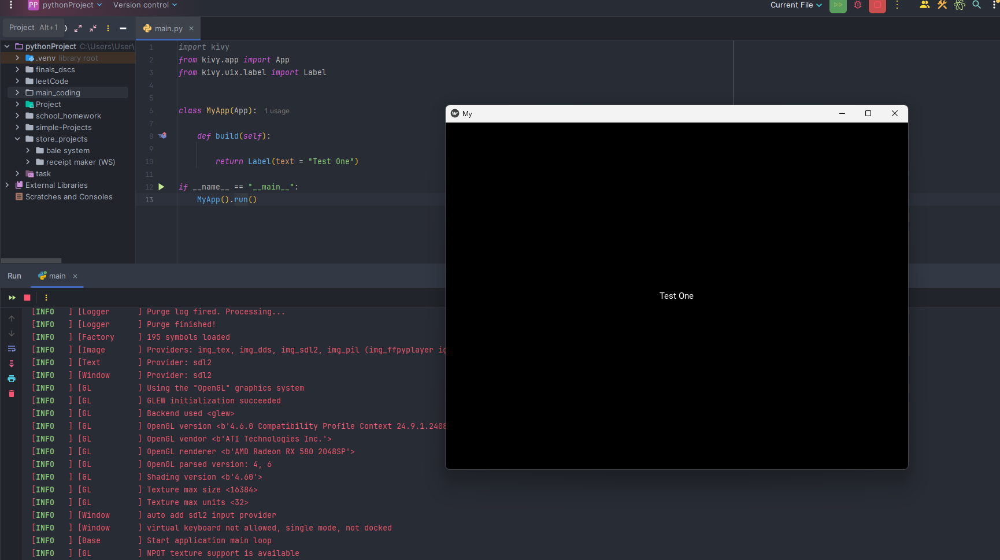 PP pythonProject Version control Current File
Project Alt+1
main.py
pythonProject C:\Users\User\
.venv library root
finals_dscs
leetCode
main_coding
Project
school_homework
simple-Projects
store_projects
bale system
receipt maker (WS)
task
External Libraries
Scratches and Consoles
1 import kivy
2 from kivy.app import App
3 from kivy.uix.label import Label
4
5
6 class MyApp(App): 1 usage
7
8 def build(self):
9
10 return Label(text = "Test One")
11
12 if __name__ == "__main__":
13 MyApp().run()
My
Test One
Run main
[INFO ] [Logger ] Purge log fired. Processing...
[INFO ] [Logger ] Purge finished!
[INFO ] [Factory ] 195 symbols loaded
[INFO ] [Image ] Providers: img_tex, img_dds, img_sdl2, img_pil (img_ffpyplayer ig
[INFO ] [Text ] Provider: sdl2
[INFO ] [Window ] Provider: sdl2
[INFO ] [GL ] Using the "OpenGL" graphics system
[INFO ] [GL ] GLEW initialization succeeded
[INFO ] [GL ] Backend used <glew>
[INFO ] [GL ] OpenGL version <b'4.6.0 Compatibility Profile Context 24.9.1.2408
[INFO ] [GL ] OpenGL vendor <b'ATI Technologies Inc.'>
[INFO ] [GL ] OpenGL renderer <b'AMD Radeon RX 580 2048SP'>
[INFO ] [GL ] OpenGL parsed version: 4, 6
[INFO ] [GL ] Shading version <b'4.60'>
[INFO ] [GL ] Texture max size <16384>
[INFO ] [GL ] Texture max units <32>
[INFO ] [Window ] auto add sdl2 input provider
[INFO ] [Window ] virtual keyboard not allowed, single mode, not docked
[INFO ] [Base ] Start application main loop
[INFO ] [GL ] NPOT texture support is available